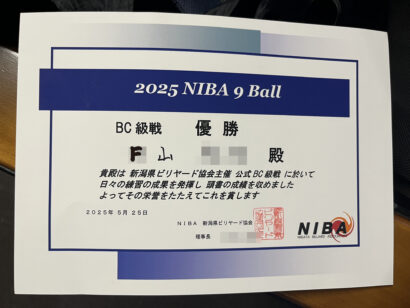 2025 NIBA 9 Ball
BC級戦 優勝
F 山 殿
貴殿は 新潟県ビリヤード協会主催 公式BC級戦 に於いて
日々の練習の成果を発揮し 頭書の成績を収めました
よってその栄誉をたたえてこれを賞します
2025年5月25日
NIBA 新潟県ビリヤード協会
理事長
NIBA